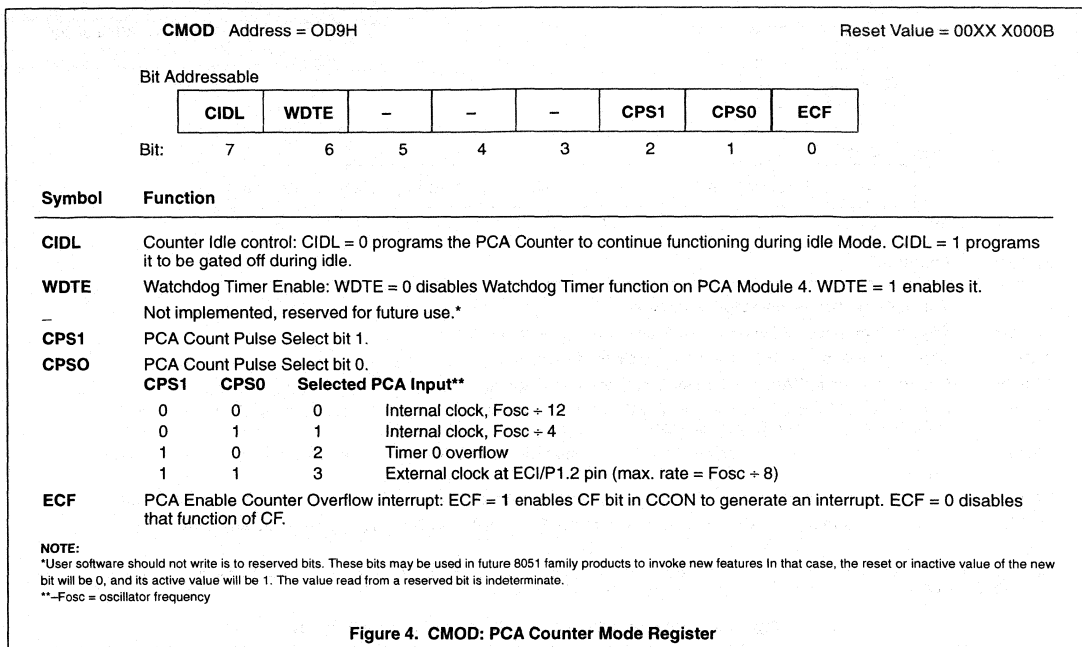 CMOD Address = OD9H Reset Value = 00XX X000B
Bit Addressable
CIDL WDTE – – – CPS1 CPS0 ECF
Bit: 7 6 5 4 3 2 1 0
Symbol Function
CIDL Counter Idle control: CIDL = 0 programs the PCA Counter to continue functioning during idle Mode. CIDL = 1 programs
it to be gated off during idle.
WDTE Watchdog Timer Enable: WDTE = 0 disables Watchdog Timer function on PCA Module 4. WDTE = 1 enables it.
– Not implemented, reserved for future use.*
CPS1 PCA Count Pulse Select bit 1.
CPSO PCA Count Pulse Select bit 0.
CPS1 CPS0 Selected PCA Input**
0 0 0 Internal clock, Fosc ÷ 12
0 1 1 Internal clock, Fosc ÷ 4
1 0 2 Timer 0 overflow
1 1 3 External clock at ECI/P1.2 pin (max. rate = Fosc ÷ 8)
ECF PCA Enable Counter Overflow interrupt: ECF = 1 enables CF bit in CCON to generate an interrupt. ECF = 0 disables
that function of CF.
NOTE:
*User software should not write is to reserved bits. These bits may be used in future 8051 family products to invoke new features In that case, the reset or inactive value of the new
bit will be 0, and its active value will be 1. The value read from a reserved bit is indeterminate.
**–Fosc = oscillator frequency
Figure 4. CMOD: PCA Counter Mode Register